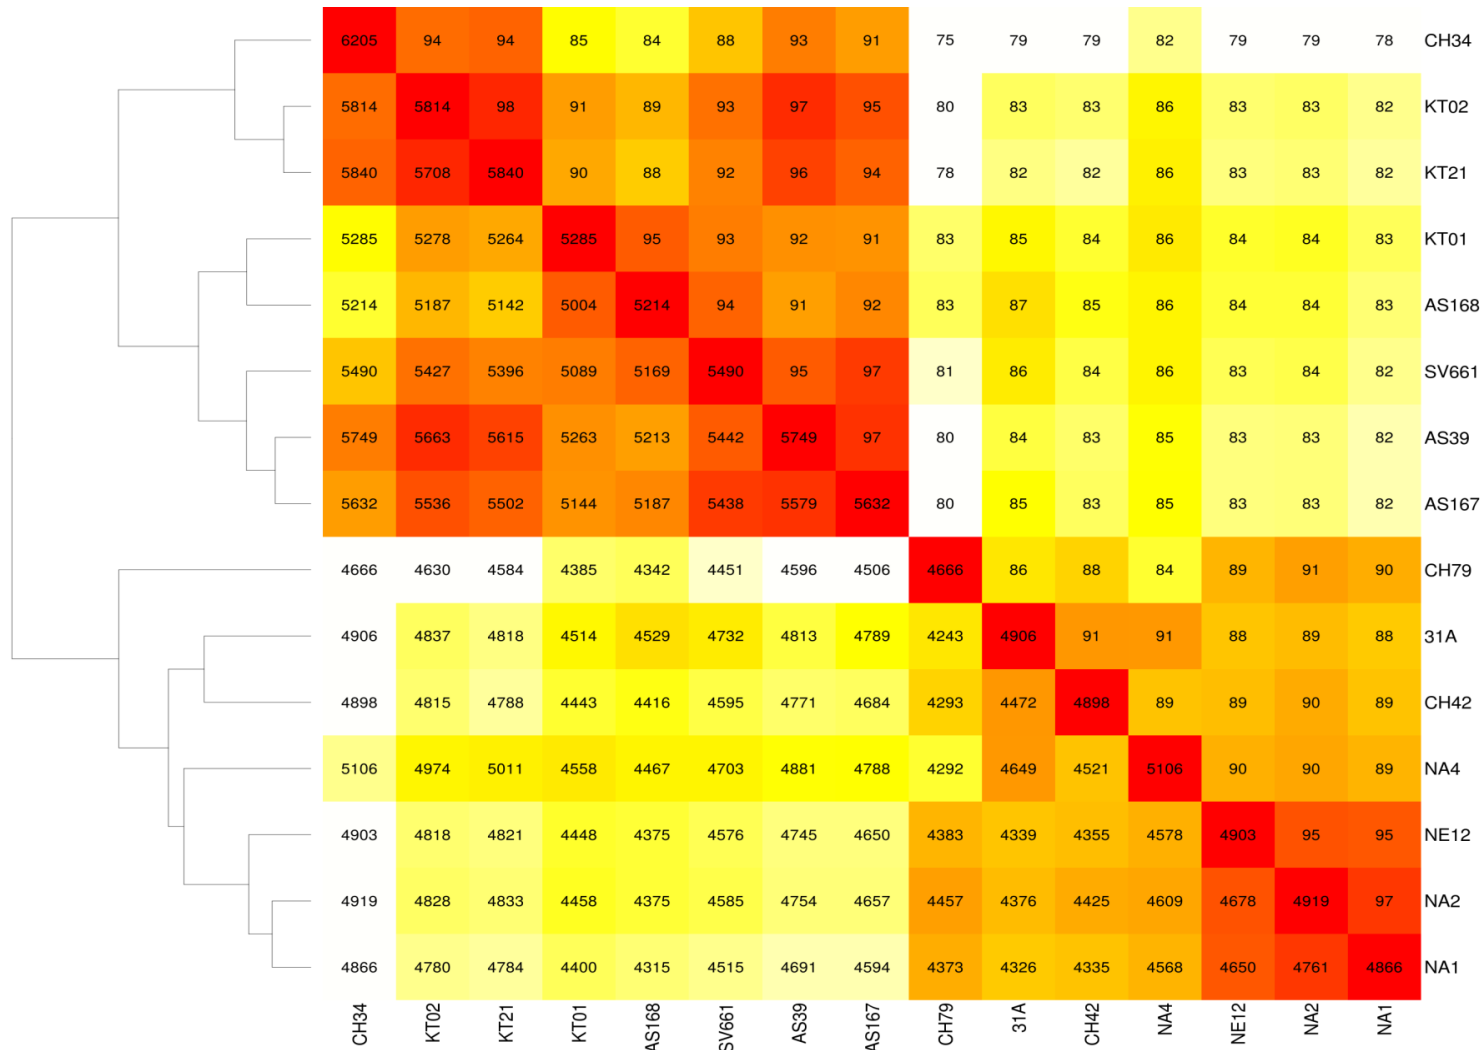 6205 94 94 85 84 88 93 91 75 79 79 82 79 79 78 CH34
5814 5814 98 91 89 93 97 95 80 83 83 86 83 83 82 KT02
5840 5708 5840 90 88 92 96 94 78 82 82 86 83 83 82 KT21
5285 5278 5264 5285 95 93 92 91 83 85 84 86 84 84 83 KT01
5214 5187 5142 5004 5214 94 91 92 83 87 85 86 84 84 83 AS168
5490 5427 5396 5089 5169 5490 95 97 81 86 84 86 83 84 82 SV661
5749 5663 5615 5263 5213 5442 5749 97 80 84 83 85 83 83 82 AS39
5632 5536 5502 5144 5187 5438 5579 5632 80 85 83 85 83 83 82 AS167
4666 4630 4584 4385 4342 4451 4596 4506 4666 86 88 84 89 91 90 CH79
4906 4837 4818 4514 4529 4732 4813 4789 4243 4906 91 91 88 89 88 31A
4898 4815 4788 4443 4416 4595 4771 4684 4293 4472 4898 89 89 90 89 CH42
5106 4974 5011 4558 4467 4703 4881 4788 4292 4649 4521 5106 90 90 89 NA4
4903 4818 4821 4448 4375 4576 4745 4650 4383 4339 4355 4578 4903 95 95 NE12
4919 4828 4833 4458 4375 4585 4754 4657 4457 4376 4425 4609 4678 4919 97 NA2
4866 4780 4784 4400 4315 4515 4691 4594 4373 4326 4335 4568 4650 4761 4866 NA1
CH34 KT02 KT21 KT01 AS168 SV661 AS39 AS167 CH79 31A CH42 NA4 NE12 NA2 NA1